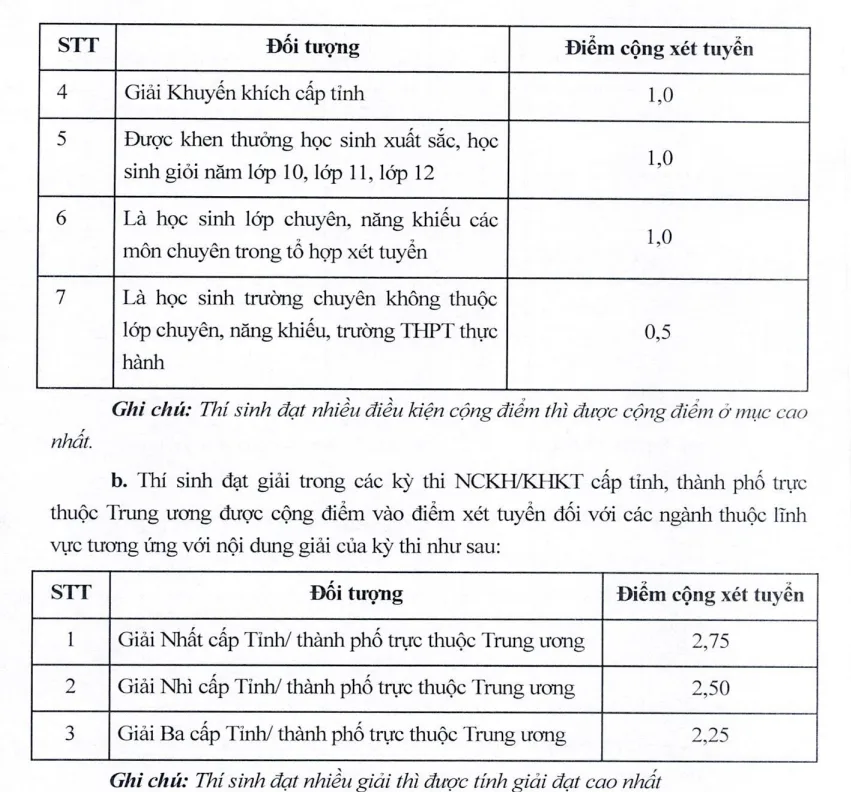 STT Đối tượng Điểm cộng xét tuyển
4 Giải Khuyến khích cấp tỉnh 1,0
5 Được khen thưởng học sinh xuất sắc, học
sinh giỏi năm lớp 10, lớp 11, lớp 12 1,0
6 Là học sinh lớp chuyên, năng khiếu các
môn chuyên trong tổ hợp xét tuyển 1,0
7 Là học sinh trường chuyên không thuộc
lớp chuyên, năng khiếu, trường THPT thực 0,5
hành
Ghi chú: Thí sinh đạt nhiều điều kiện cộng điểm thì được cộng điểm ở mục cao
nhất.
b. Thí sinh đạt giải trong các kỳ thi NCKH/KHKT cấp tỉnh, thành phố trực
thuộc Trung ương được cộng điểm vào điểm xét tuyển đối với các ngành thuộc lĩnh
vực tương ứng với nội dung giải của kỳ thi như sau:
STT Đối tượng Điểm cộng xét tuyển
1 Giải Nhất cấp Tỉnh/ thành phố trực thuộc Trung ương 2,75
2 Giải Nhì cấp Tỉnh/ thành phố trực thuộc Trung ương 2,50
3 Giải Ba cấp Tỉnh/ thành phố trực thuộc Trung ương 2,25
Ghi chú: Thí sinh đạt nhiều giải thì được tính giải đạt cao nhất